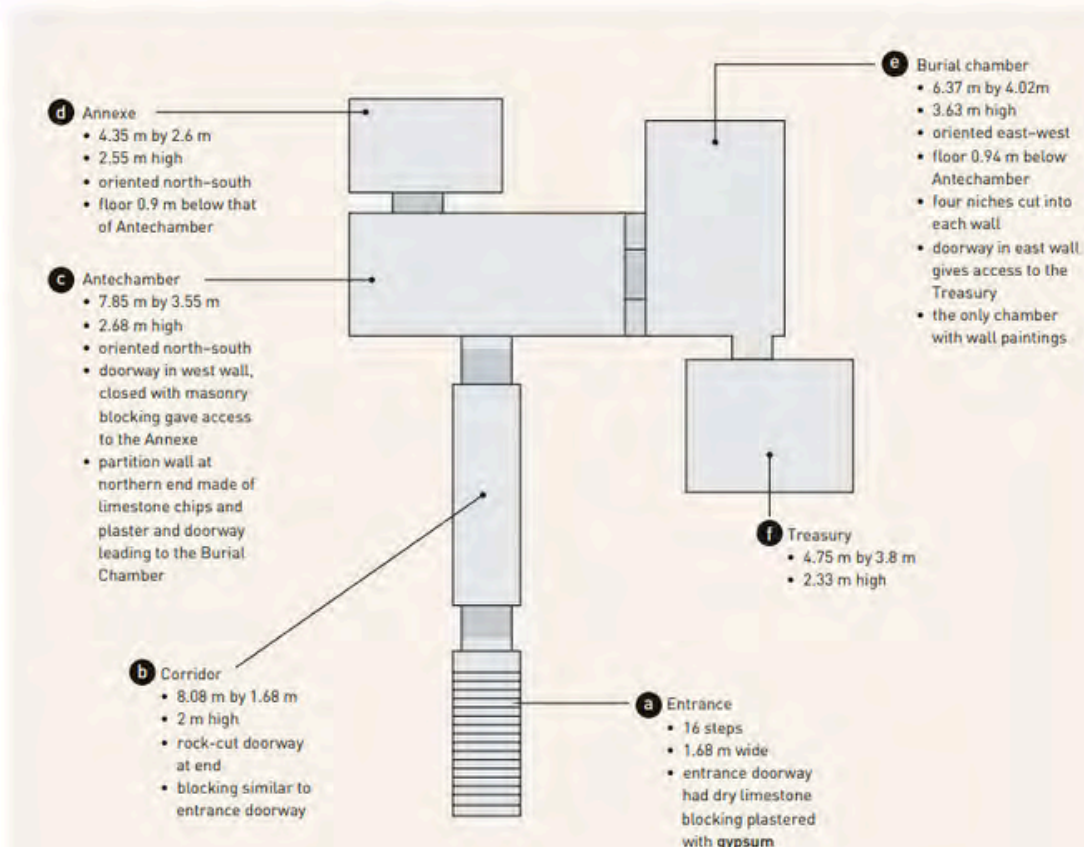 d Annexe
• 4.35 m by 2.6 m
• 2.55 m high
• oriented north–south
• floor 0.9 m below that
of Antechamber
c Antechamber
• 7.85 m by 3.55 m
• 2.68 m high
• oriented north–south
• doorway in west wall,
closed with masonry
blocking gave access
to the Annexe
• partition wall at
northern end made of
limestone chips and
plaster and doorway
leading to the Burial
Chamber
b Corridor
• 8.08 m by 1.68 m
• 2 m high
• rock-cut doorway
at end
• blocking similar to
entrance doorway
a Entrance
• 16 steps
• 1.68 m wide
• entrance doorway
had dry limestone
blocking plastered
with gypsum
e Burial chamber
• 6.37 m by 4.02m
• 3.63 m high
• oriented east–west
• floor 0.94 m below
Antechamber
• four niches cut into
each wall
• doorway in east wall
gives access to the
Treasury
• the only chamber
with wall paintings
f Treasury
• 4.75 m by 3.8 m
• 2.33 m high